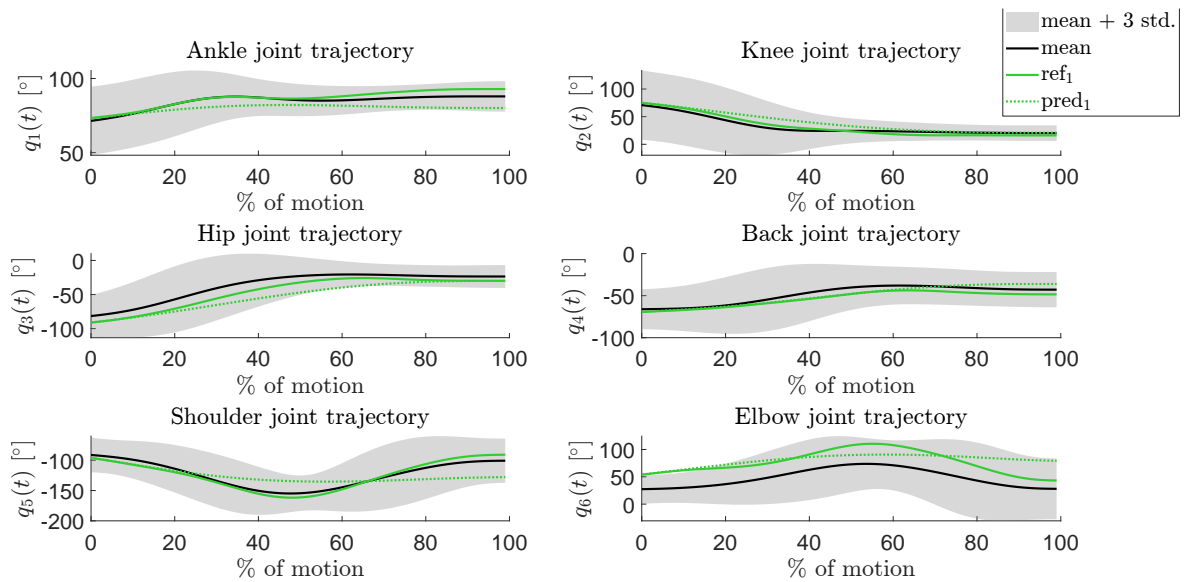 mean + 3 std.
mean
ref₁
pred₁
Ankle joint trajectory
q₁(t) [°]
100
50
0 20 40 60 80 100
% of motion
Knee joint trajectory
q₂(t) [°]
100
50
0
0 20 40 60 80 100
% of motion
Hip joint trajectory
q₃(t) [°]
0
-50
-100
0 20 40 60 80 100
% of motion
Back joint trajectory
q₄(t) [°]
0
-50
-100
0 20 40 60 80 100
% of motion
Shoulder joint trajectory
q₅(t) [°]
-100
-150
-200
0 20 40 60 80 100
% of motion
Elbow joint trajectory
q₆(t) [°]
100
50
0
0 20 40 60 80 100
% of motion